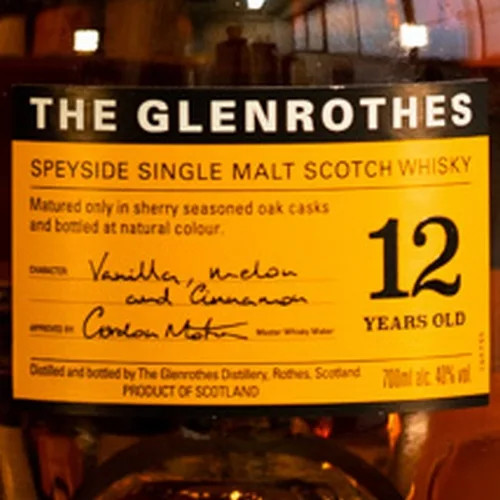 THE GLENROTHES
SPEYSIDE SINGLE MALT SCOTCH WHISKY
Matured only in sherry seasoned oak casks
and bottled at natural colour.
CHARACTER Vanilla, melon
and Cinnamon
APPROVED BY Gordon Motion Master Whisky Maker
12
YEARS OLD
Distilled and bottled by The Glenrothes Distillery, Rothes, Scotland
PRODUCT OF SCOTLAND
700ml alc. 40% vol